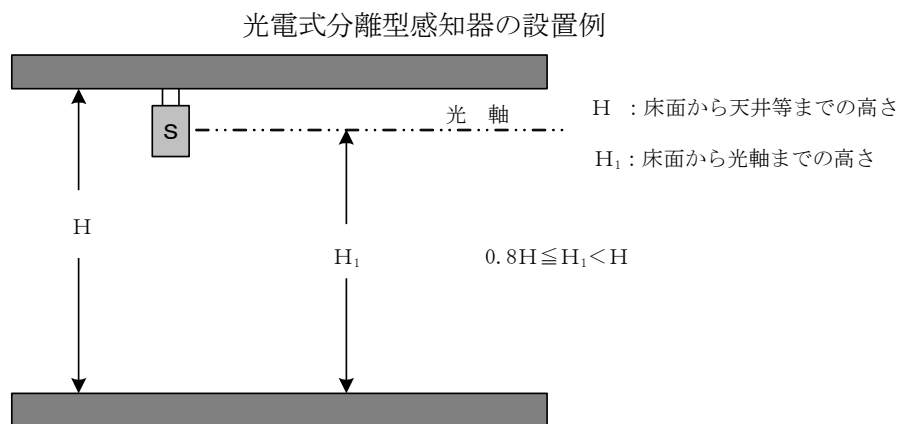 光電式分離型感知器の設置例
光 軸
H :床面から天井等までの高さ
S
H₁:床面から光軸までの高さ
H
H₁
0.8H≦H₁<H